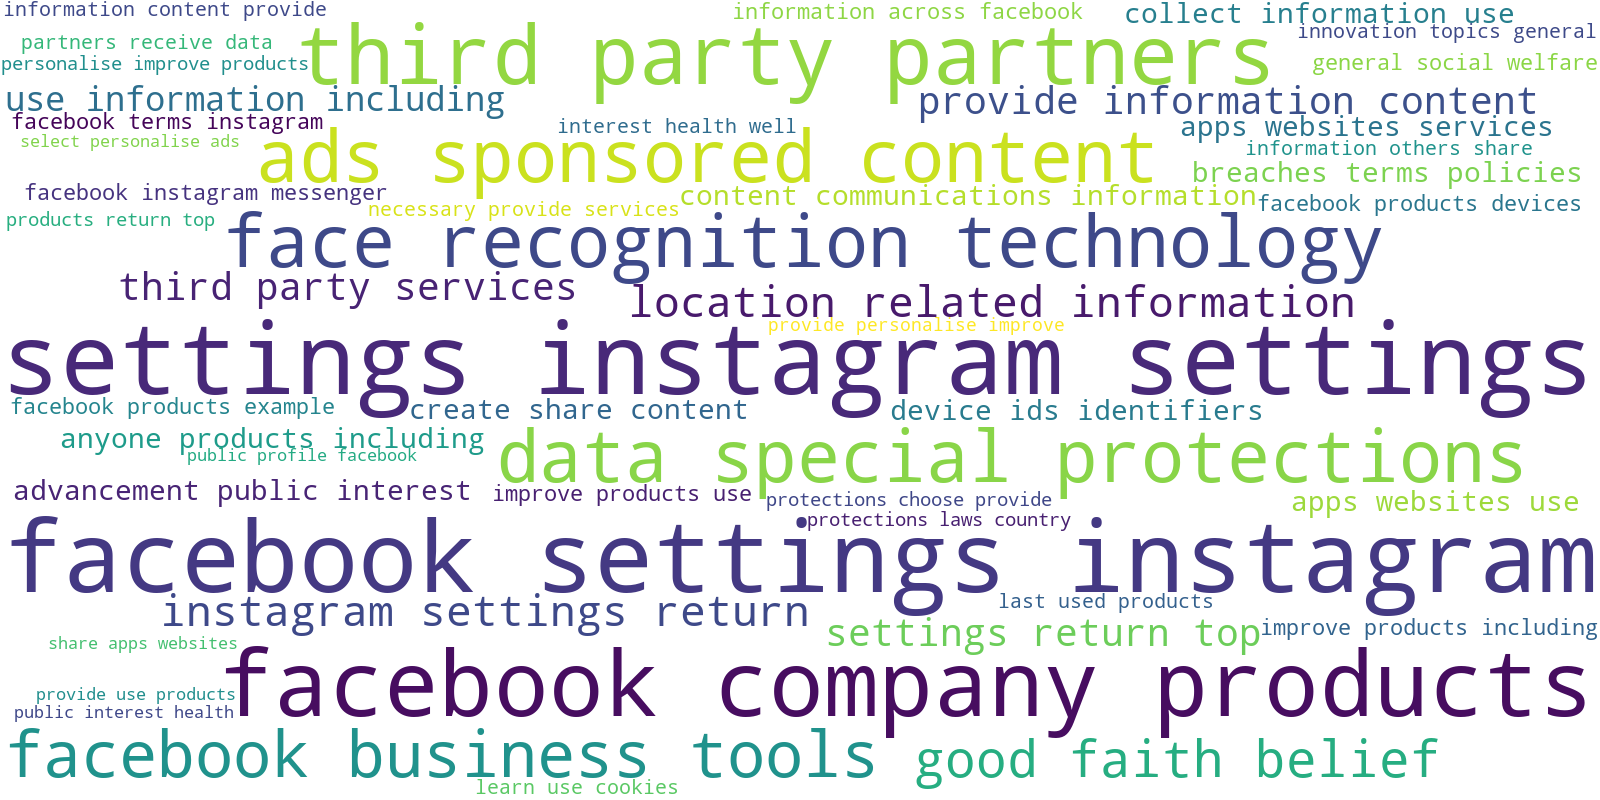 information content provide
information across facebook
collect information use
innovation topics general
third party partners
partners receive data
personalise improve products
general social welfare
use information including
provide information content
facebook terms instagram
interest health well
apps websites services
select personalise ads
ads sponsored content
information others share
breaches terms policies
facebook instagram messenger
content communications information
necessary provide services
facebook products devices
products return top
face recognition technology
third party services
location related information
provide personalise improve
settings instagram settings
facebook products example
create share content
device ids identifiers
anyone products including
public profile facebook
data special protections
advancement public interest
improve products use
protections choose provide
apps websites use
protections laws country
facebook settings instagram
instagram settings return
last used products
settings return top
improve products including
share apps websites
facebook company products
provide use products
public interest health
facebook business tools
good faith belief
learn use cookies